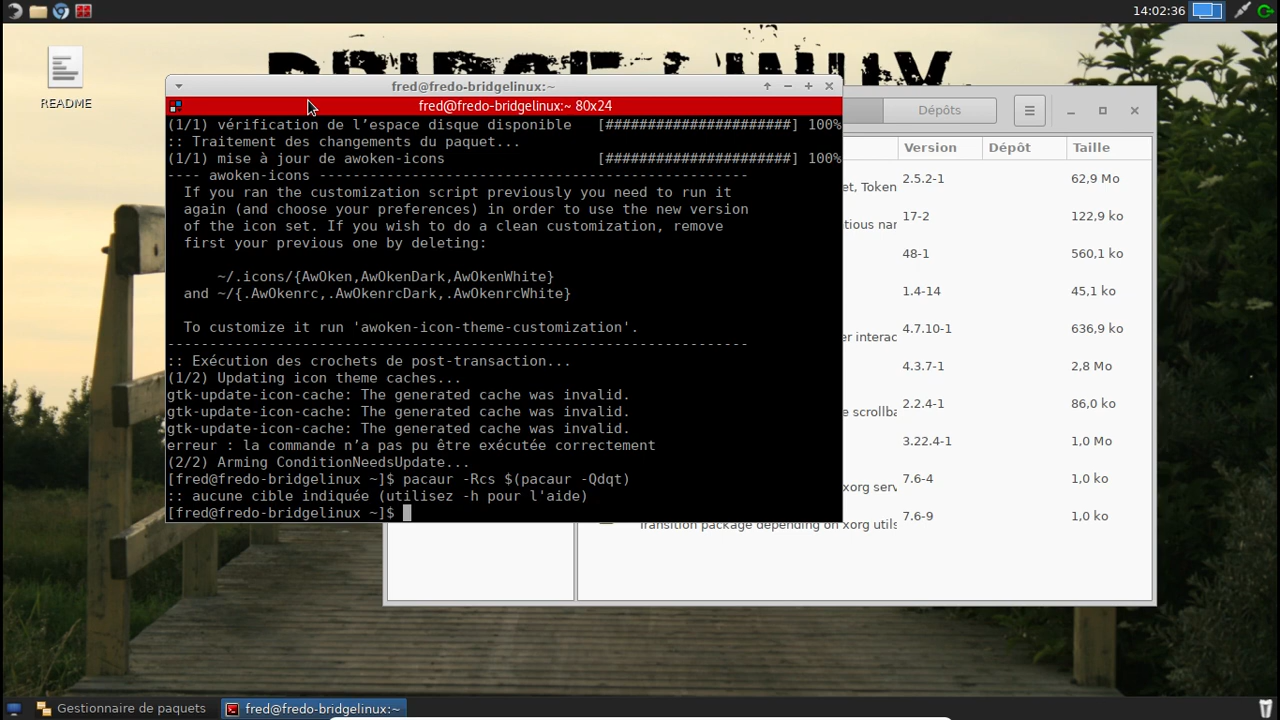 14:02:36
BRIDGE LINUX
README
fred@fredo-bridgelinux:~
fred@fredo-bridgelinux:~ 80x24
(1/1) vérification de l’espace disque disponible [######################] 100%
:: Traitement des changements du paquet...
(1/1) mise à jour de awoken-icons [######################] 100%
---- awoken-icons ---------------------------------------------------
If you ran the customization script previously you need to run it
again (and choose your preferences) in order to use the new version
of the icon set. If you wish to do a clean customization, remove
first your previous one by deleting:
~/.icons/{AwOken,AwOkenDark,AwOkenWhite}
and ~/{.AwOkenrc,.AwOkenrcDark,.AwOkenrcWhite}
To customize it run 'awoken-icon-theme-customization'.
---------------------------------------------------------------------
:: Exécution des crochets de post-transaction...
(1/2) Updating icon theme caches...
gtk-update-icon-cache: The generated cache was invalid.
gtk-update-icon-cache: The generated cache was invalid.
gtk-update-icon-cache: The generated cache was invalid.
erreur : la commande n’a pas pu être exécutée correctement
(2/2) Arming ConditionNeedsUpdate...
[fred@fredo-bridgelinux ~]$ pacaur -Rcs $(pacaur -Qdqt)
:: aucune cible indiquée (utilisez -h pour l'aide)
[fred@fredo-bridgelinux ~]$
Dépôts
Version Dépôt Taille
et, Token 2.5.2-1 62,9 Mo
17-2 122,9 ko
48-1 560,1 ko
1.4-14 45,1 ko
4.7.10-1 636,9 ko
4.3.7-1 2,8 Mo
2.2.4-1 86,0 ko
3.22.4-1 1,0 Mo
7.6-4 1,0 ko
xorg serv
7.6-9 1,0 ko
Transition package depending on xorg utils
Gestionnaire de paquets
fred@fredo-bridgelinux:~